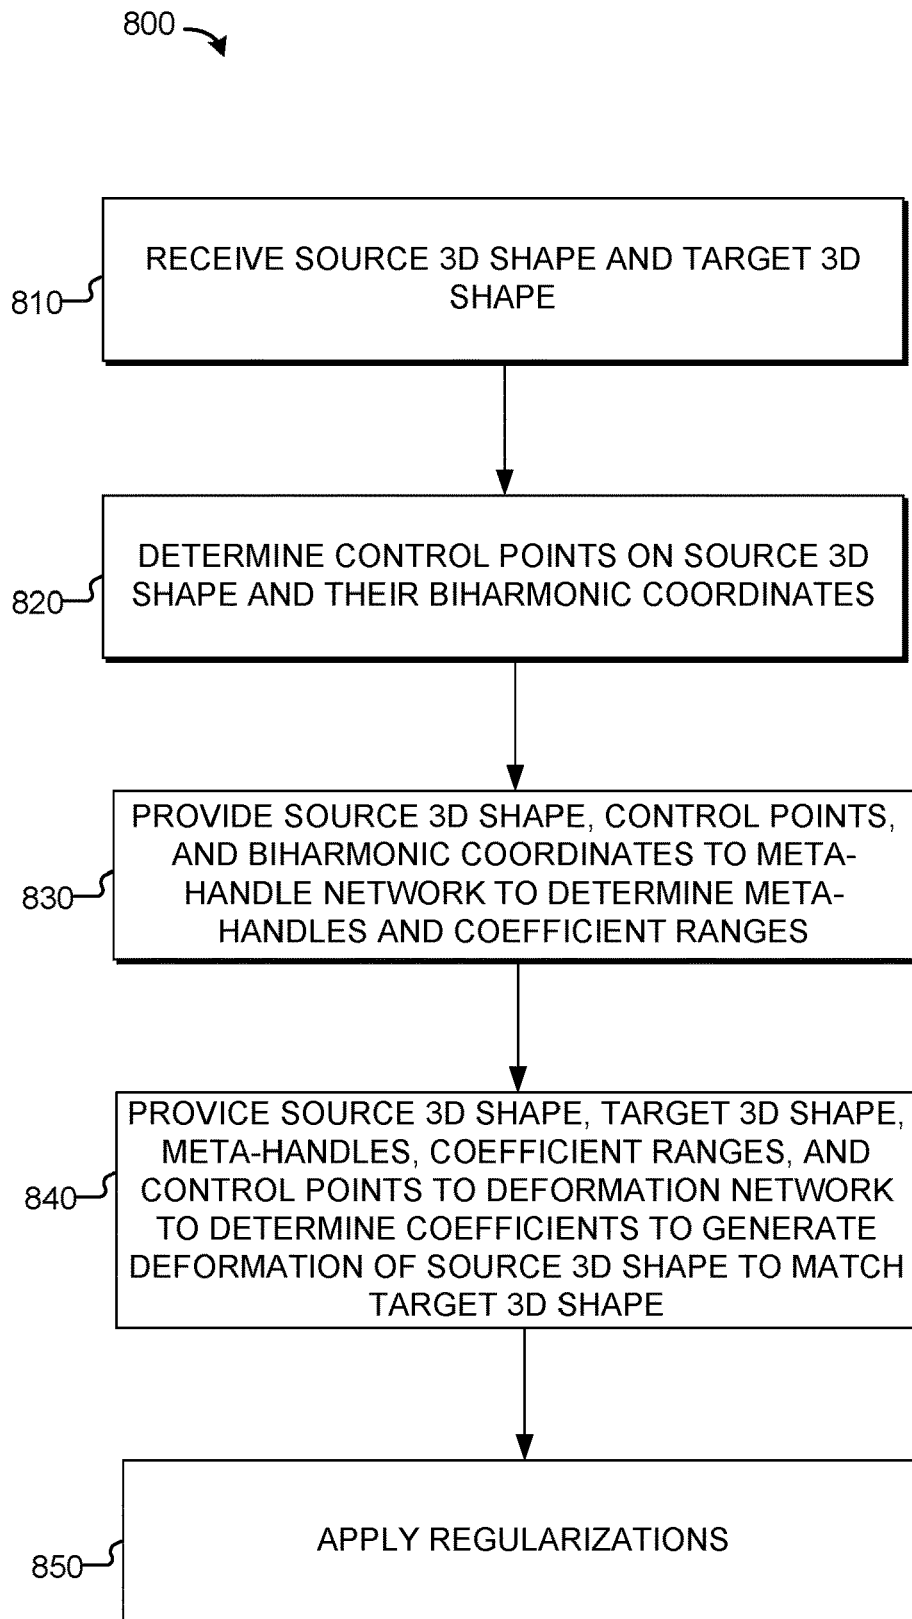 800
RECEIVE SOURCE 3D SHAPE AND TARGET 3D
SHAPE
810
DETERMINE CONTROL POINTS ON SOURCE 3D
SHAPE AND THEIR BIHARMONIC COORDINATES
820
PROVIDE SOURCE 3D SHAPE, CONTROL POINTS,
AND BIHARMONIC COORDINATES TO META-
HANDLE NETWORK TO DETERMINE META-
HANDLES AND COEFFICIENT RANGES
830
PROVICE SOURCE 3D SHAPE, TARGET 3D SHAPE,
META-HANDLES, COEFFICIENT RANGES, AND
CONTROL POINTS TO DEFORMATION NETWORK
TO DETERMINE COEFFICIENTS TO GENERATE
DEFORMATION OF SOURCE 3D SHAPE TO MATCH
TARGET 3D SHAPE
840
APPLY REGULARIZATIONS
850